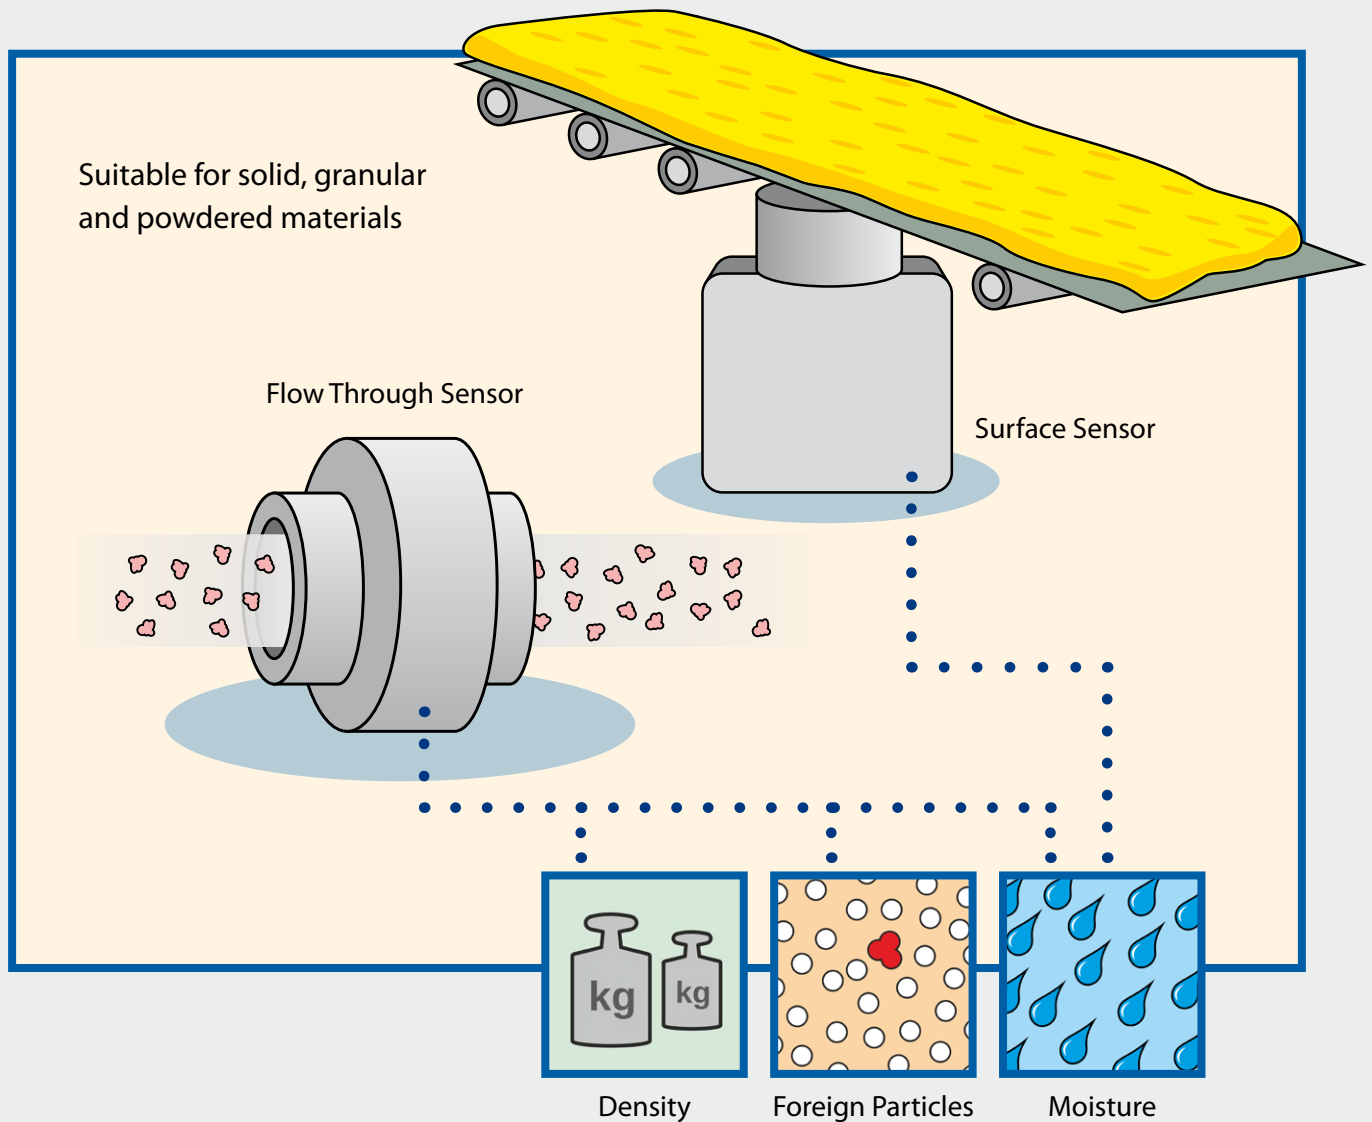 Suitable for solid, granular
and powdered materials
Flow Through Sensor
Surface Sensor
kg
kg
Density
Foreign Particles
Moisture